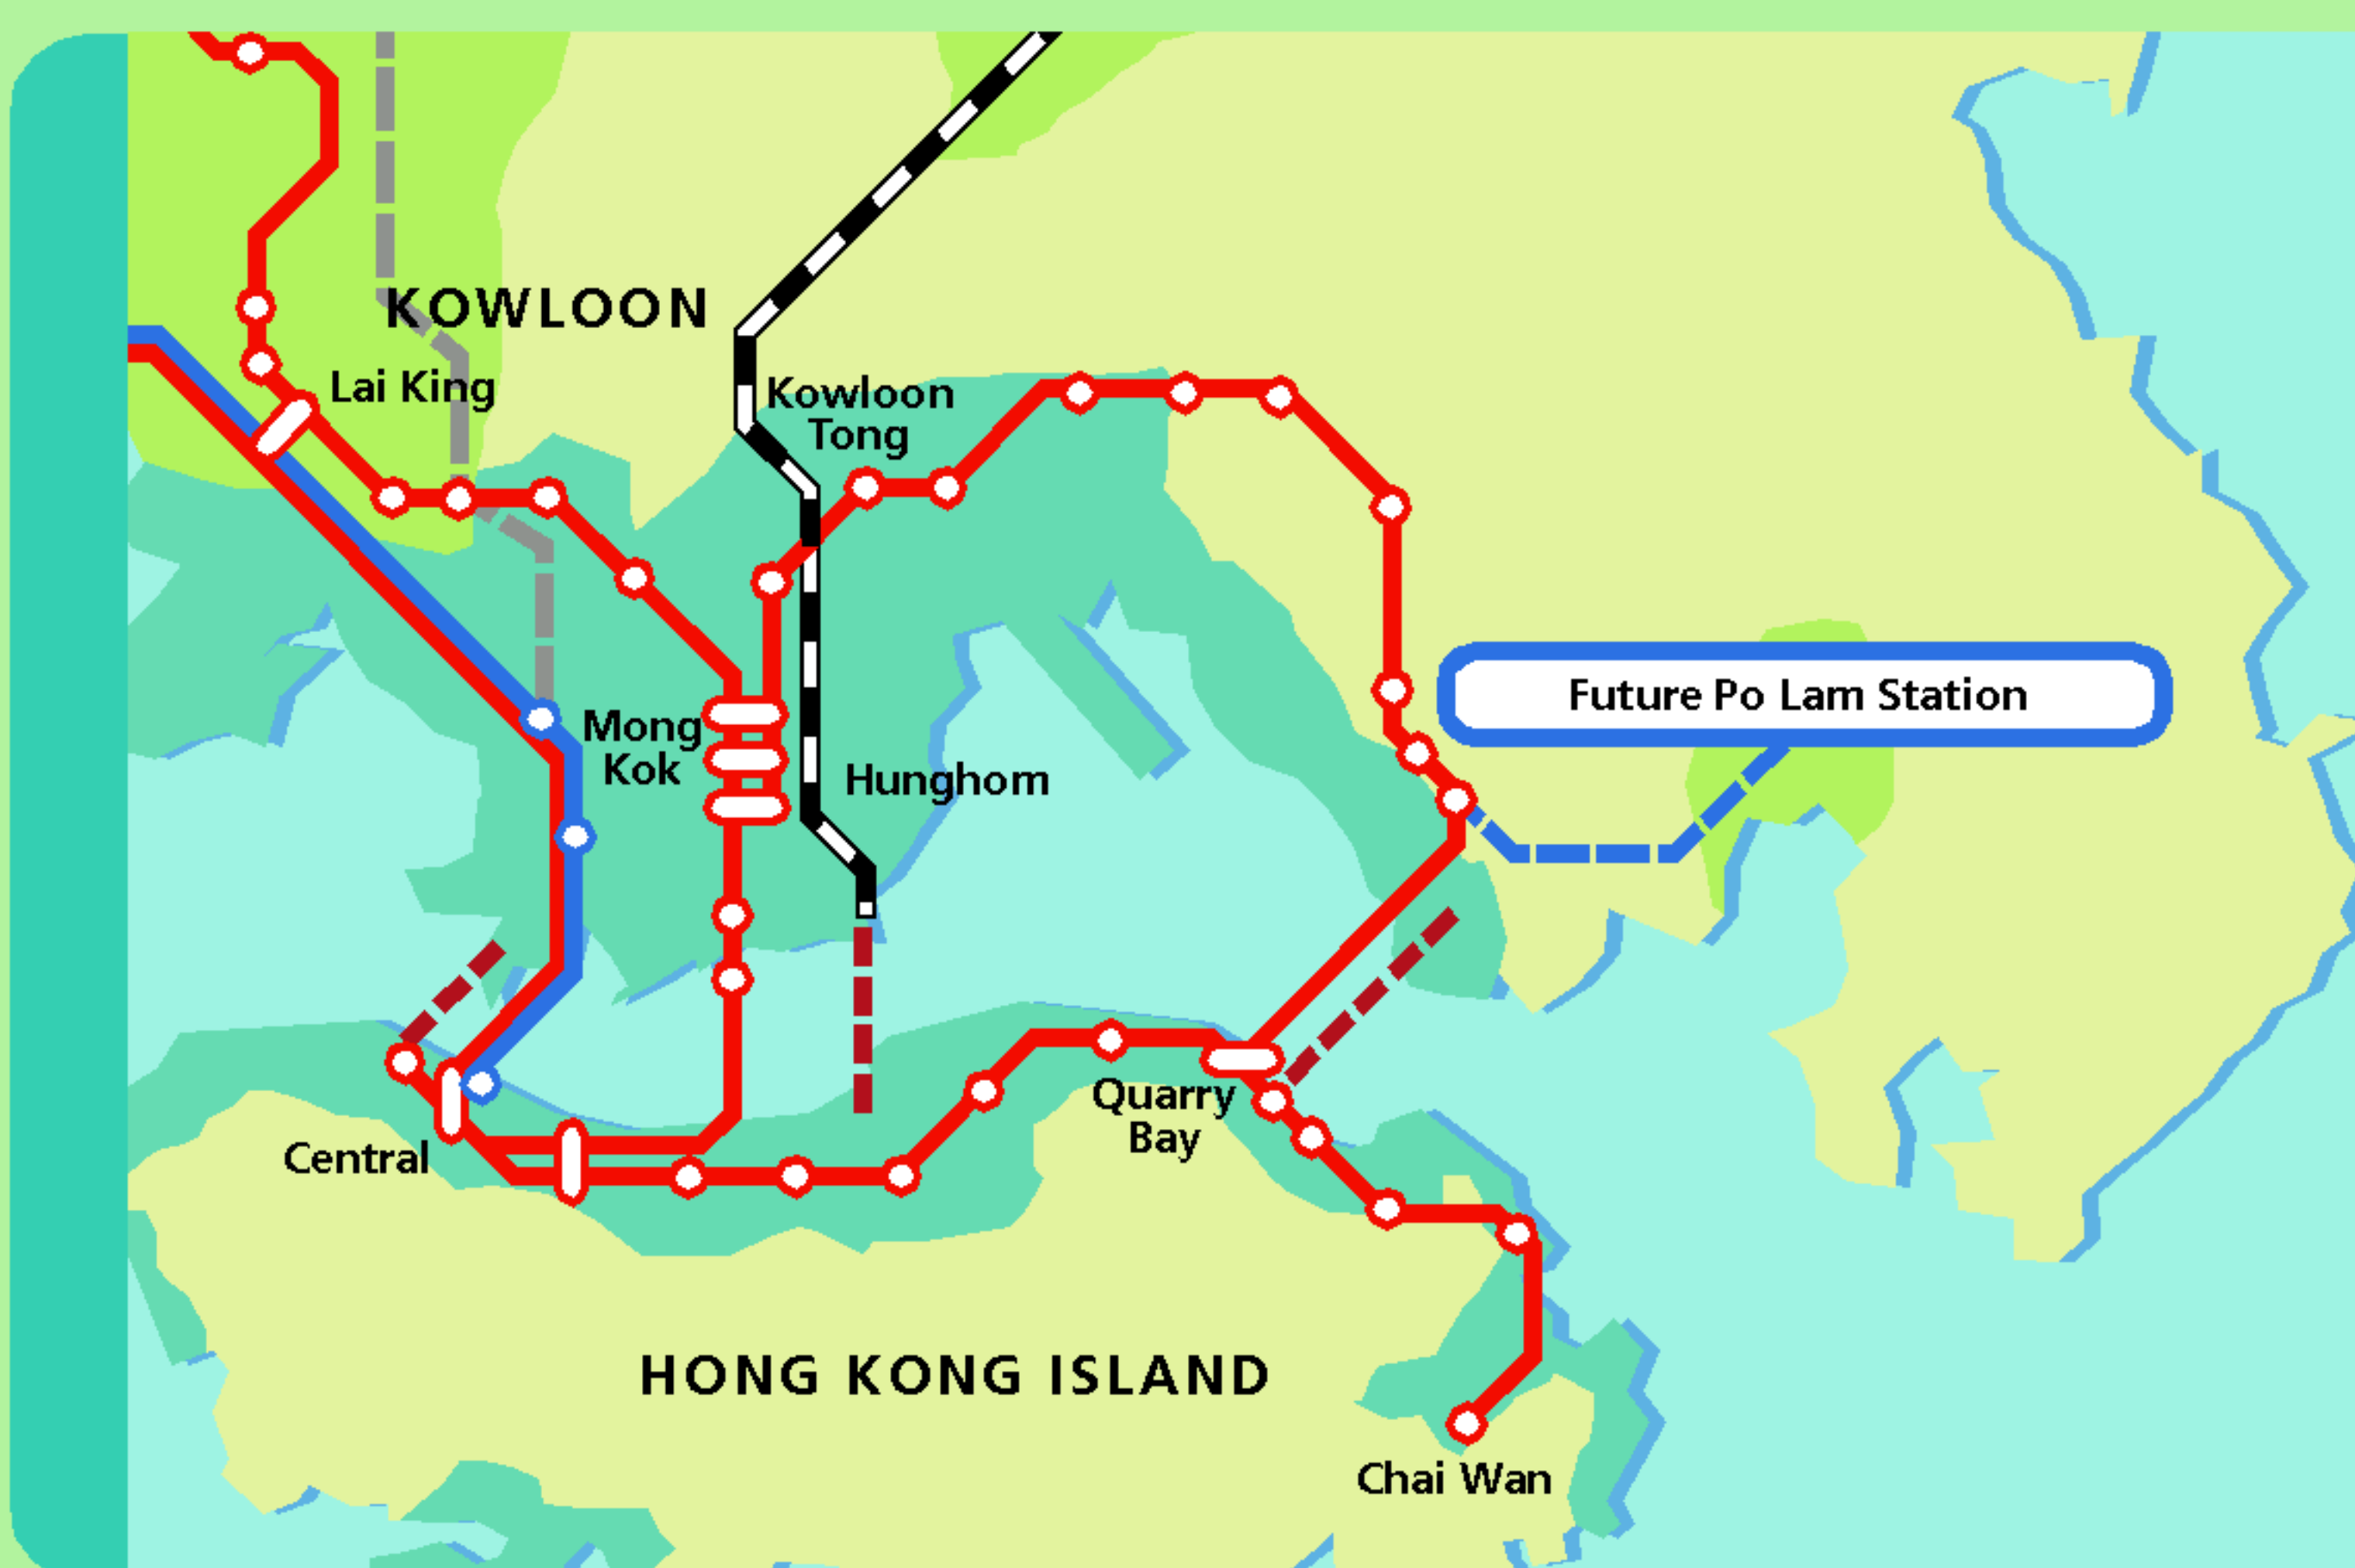 KOWLOON
Lai King
Kowloon
Tong
Future Po Lam Station
Mong
Kok
Hunghom
Quarry
Bay
Central
HONG KONG ISLAND
Chai Wan